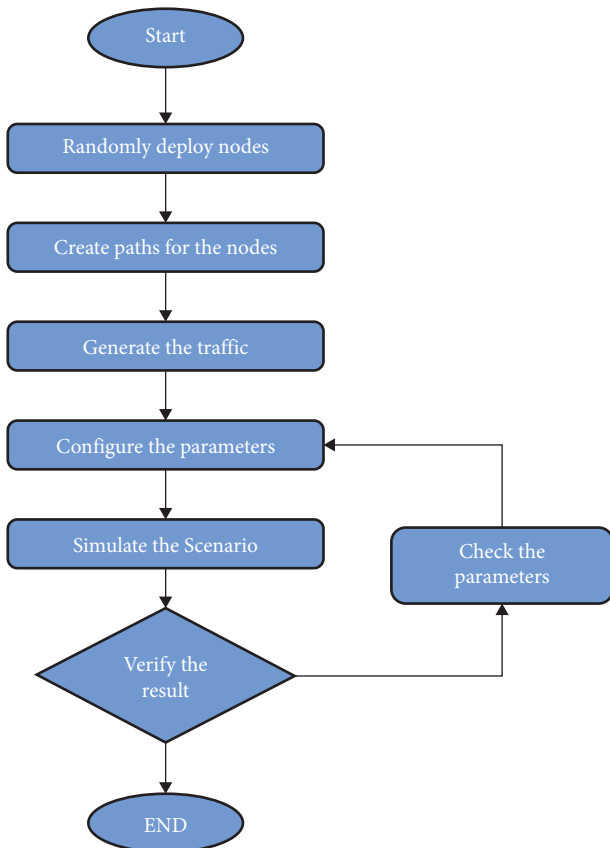 Start
Randomly deploy nodes
Create paths for the nodes
Generate the traffic
Configure the parameters
Simulate the Scenario
Check the
parameters
Verify the
result
END